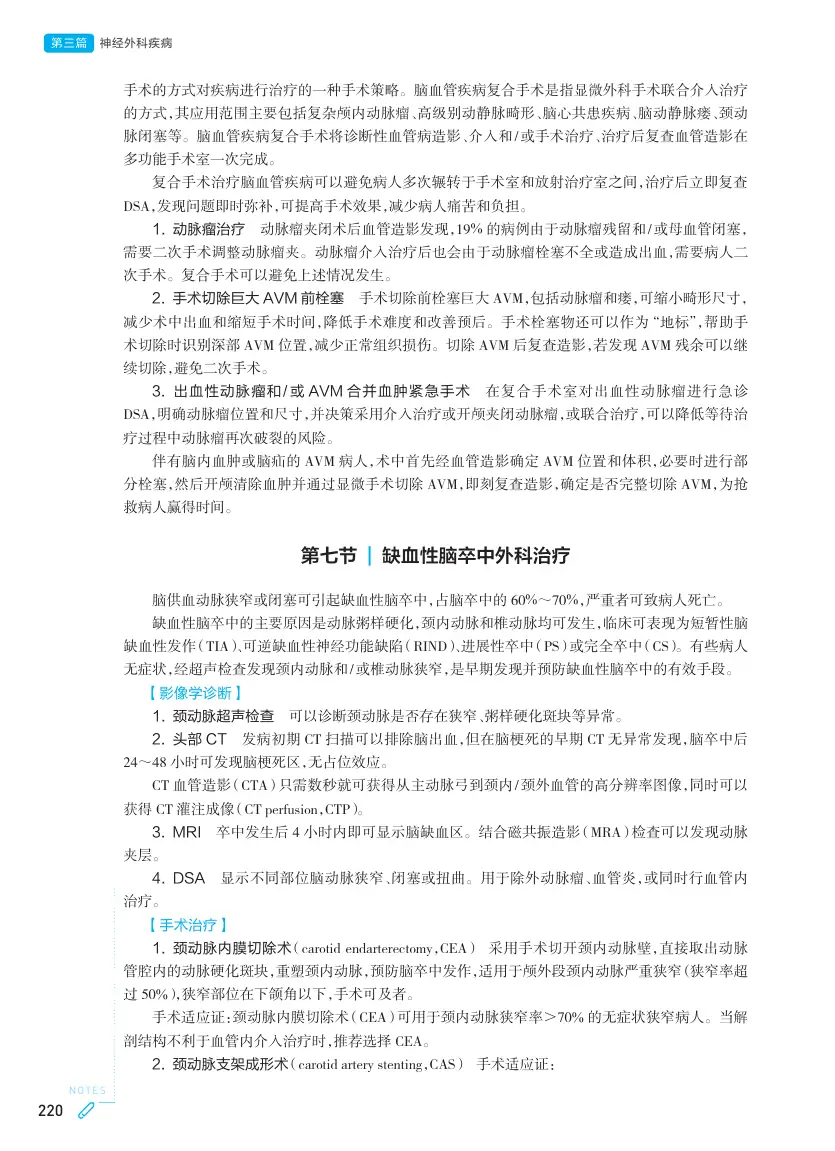 第三篇 神经外科疾病
手术的方式对疾病进行治疗的一种手术策略。脑血管疾病复合手术是指显微外科手术联合介入治疗
的方式,其应用范围主要包括复杂颅内动脉瘤、高级别动静脉畸形、脑心共患疾病、脑动静脉瘘、颈动
脉闭塞等。脑血管疾病复合手术将诊断性血管病造影、介入和/或手术治疗、治疗后复查血管造影在
多功能手术室一次完成。
复合手术治疗脑血管疾病可以避免病人多次辗转于手术室和放射治疗室之间,治疗后立即复查
DSA,发现问题即时弥补,可提高手术效果,减少病人痛苦和负担。
1. 动脉瘤治疗 动脉瘤夹闭术后血管造影发现,19% 的病例由于动脉瘤残留和/或母血管闭塞,
需要二次手术调整动脉瘤夹。动脉瘤介入治疗后也会由于动脉瘤栓塞不全或造成出血,需要病人二
次手术。复合手术可以避免上述情况发生。
2. 手术切除巨大 AVM 前栓塞 手术切除前栓塞巨大 AVM,包括动脉瘤和瘘,可缩小畸形尺寸,
减少术中出血和缩短手术时间,降低手术难度和改善预后。手术栓塞物还可以作为“地标”,帮助手
术切除时识别深部 AVM 位置,减少正常组织损伤。切除 AVM 后复查造影,若发现 AVM 残余可以继
续切除,避免二次手术。
3. 出血性动脉瘤和/或 AVM 合并血肿紧急手术 在复合手术室对出血性动脉瘤进行急诊
DSA,明确动脉瘤位置和尺寸,并决策采用介入治疗或开颅夹闭动脉瘤,或联合治疗,可以降低等待治
疗过程中动脉瘤再次破裂的风险。
伴有脑内血肿或脑疝的 AVM 病人,术中首先经血管造影确定 AVM 位置和体积,必要时进行部
分栓塞,然后开颅清除血肿并通过显微手术切除 AVM,即刻复查造影,确定是否完整切除 AVM,为抢
救病人赢得时间。
第七节 | 缺血性脑卒中外科治疗
脑供血动脉狭窄或闭塞可引起缺血性脑卒中,占脑卒中的 60%～70%,严重者可致病人死亡。
缺血性脑卒中的主要原因是动脉粥样硬化,颈内动脉和椎动脉均可发生,临床可表现为短暂性脑
缺血性发作(TIA)、可逆缺血性神经功能缺陷(RIND)、进展性卒中(PS)或完全卒中(CS)。有些病人
无症状,经超声检查发现颈内动脉和/或椎动脉狭窄,是早期发现并预防缺血性脑卒中的有效手段。
【影像学诊断】
1. 颈动脉超声检查 可以诊断颈动脉是否存在狭窄、粥样硬化斑块等异常。
2. 头部 CT 发病初期 CT 扫描可以排除脑出血,但在脑梗死的早期 CT 无异常发现,脑卒中后
24～48 小时可发现脑梗死区,无占位效应。
CT 血管造影(CTA)只需数秒就可获得从主动脉弓到颈内/颅外血管的高分辨率图像,同时可以
获得 CT 灌注成像(CT perfusion,CTP)。
3. MRI 卒中发生后 4 小时内即可显示脑缺血区。结合磁共振造影(MRA)检查可以发现动脉
夹层。
4. DSA 显示不同部位脑动脉狭窄、闭塞或扭曲。用于除外动脉瘤、血管炎,或同时行血管内
治疗。
【手术治疗】
1. 颈动脉内膜切除术(carotid endarterectomy,CEA) 采用手术切开颈内动脉壁,直接取出动脉
管腔内的动脉硬化斑块,重塑颈内动脉,预防脑卒中发作,适用于颅外段颈内动脉严重狭窄(狭窄率超
过 50%),狭窄部位在下颌角以下,手术可及者。
手术适应证:颈动脉内膜切除术(CEA)可用于颈内动脉狭窄率>70% 的无症状狭窄病人。当解
剖结构不利于血管内介入治疗时,推荐选择 CEA。
2. 颈动脉支架成形术(carotid artery stenting,CAS) 手术适应证:
NOTES
220